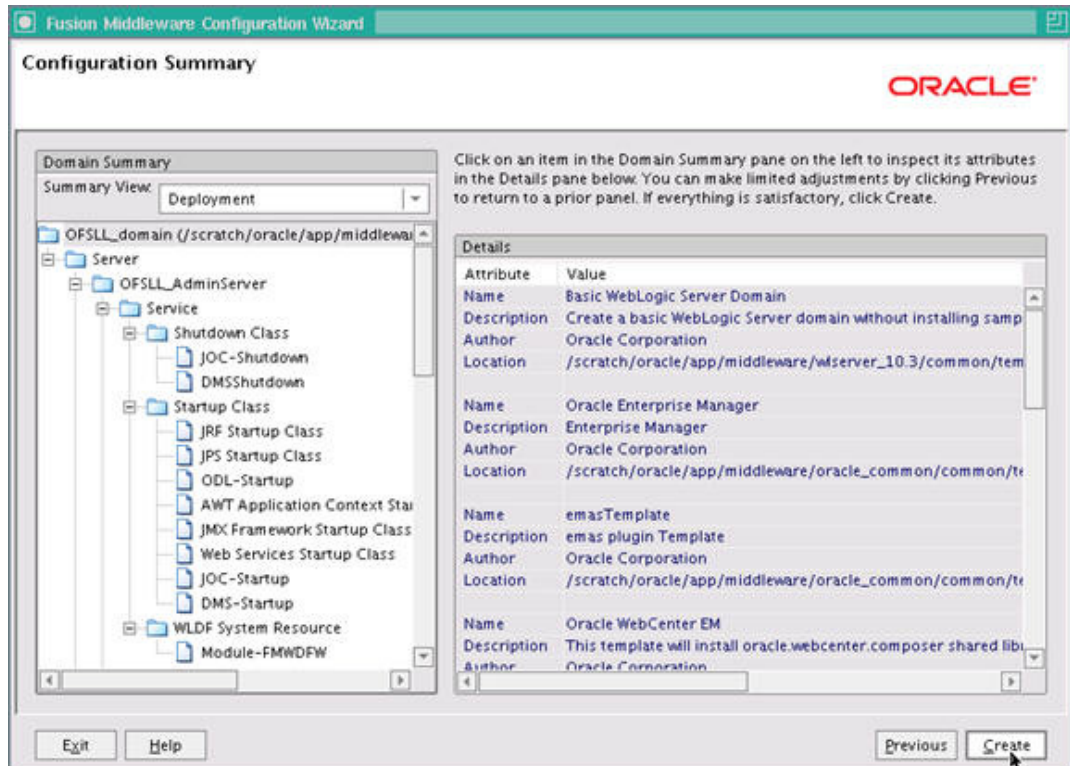 Fusion Middleware Configuration Wizard
Configuration Summary
ORACLE
Domain Summary
Summary View:
Deployment
OFSLL_domain (/scratch/oracle/app/middlewa
Server
OFSLL_AdminServer
Service
Shutdown Class
JOC-Shutdown
DMSShutdown
Startup Class
JRF Startup Class
JPS Startup Class
ODL-Startup
AWT Application Context Star
JMX Framework Startup Class
Web Services Startup Class
JOC-Startup
DMS-Startup
WLDF System Resource
Module-FMWDFW
Click on an item in the Domain Summary pane on the left to inspect its attributes
in the Details pane below. You can make limited adjustments by clicking Previous
to return to a prior panel. If everything is satisfactory, click Create.
Details
Attribute Value
Name Basic WebLogic Server Domain
Description Create a basic WebLogic Server domain without installing samp
Author Oracle Corporation
Location /scratch/oracle/app/middleware/wlserver_10.3/common/tem
Name Oracle Enterprise Manager
Description Enterprise Manager
Author Oracle Corporation
Location /scratch/oracle/app/middleware/oracle_common/common/te
Name emasTemplate
Description emas plugin Template
Author Oracle Corporation
Location /scratch/oracle/app/middleware/oracle_common/common/te
Name Oracle WebCenter EM
Description This template will install oracle.webcenter.composer shared libr
Author Oracle Corporation
Exit Help Previous Create